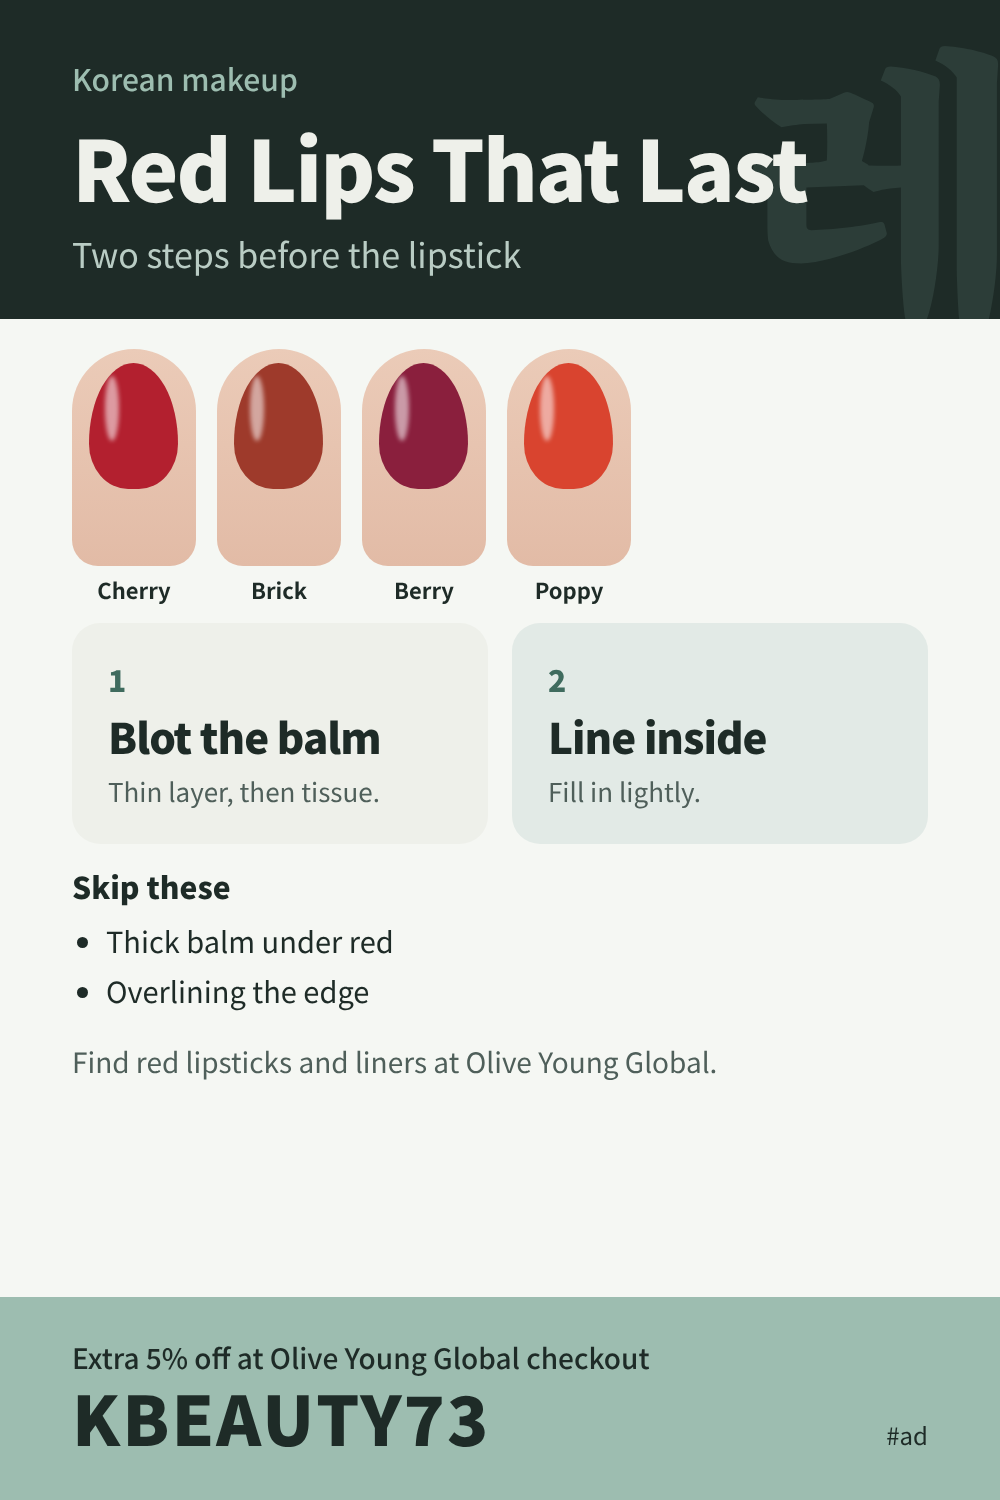 Korean makeup
Red Lips That Last
레
Two steps before the lipstick
Cherry
Brick
Berry
Poppy
1
Blot the balm
Thin layer, then tissue.
2
Line inside
Fill in lightly.
Skip these
• Thick balm under red
• Overlining the edge
Find red lipsticks and liners at Olive Young Global.
Extra 5% off at Olive Young Global checkout
KBEAUTY73
#ad